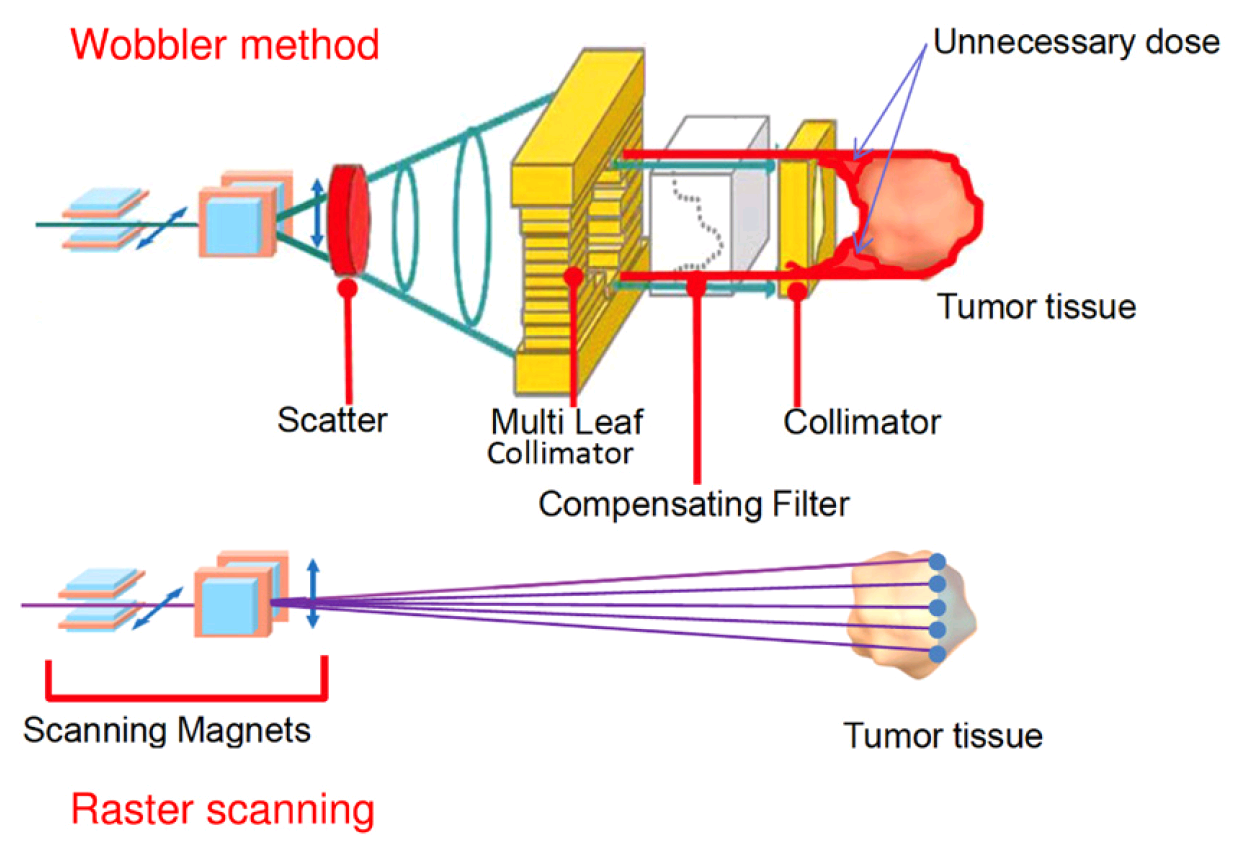 Wobbler method
Unnecessary dose
Tumor tissue
Scatter
Multi Leaf
Collimator
Collimator
Compensating Filter
Scanning Magnets
Tumor tissue
Raster scanning